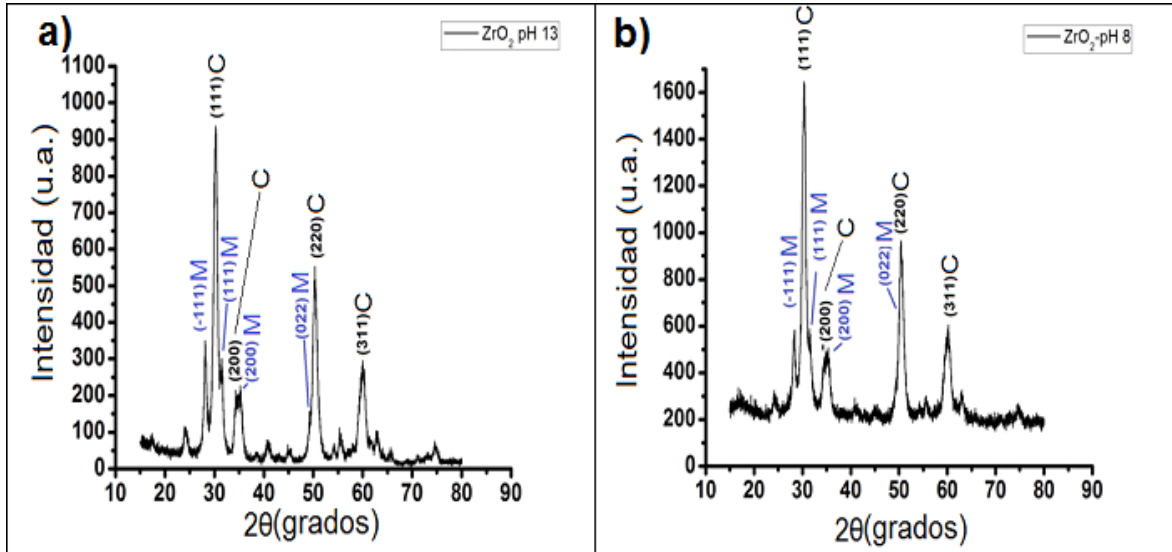 a)
ZrO2 pH 13
Intensidad (u.a.)
1100
1000
900
800
700
600
500
400
300
200
100
0
(-111)M
(111)C
(111)M
C
(200)
(200)M
(022)M
(220)C
(311)C
10 20 30 40 50 60 70 80 90
2θ(grados)
b)
ZrO2-pH 8
Intensidad (u.a.)
1600
1400
1200
1000
800
600
400
200
0
(-111)M
(111)C
(111)M
C
(200)
(200)M
(022)M
(220)C
(311)C
10 20 30 40 50 60 70 80 90
2θ(grados)